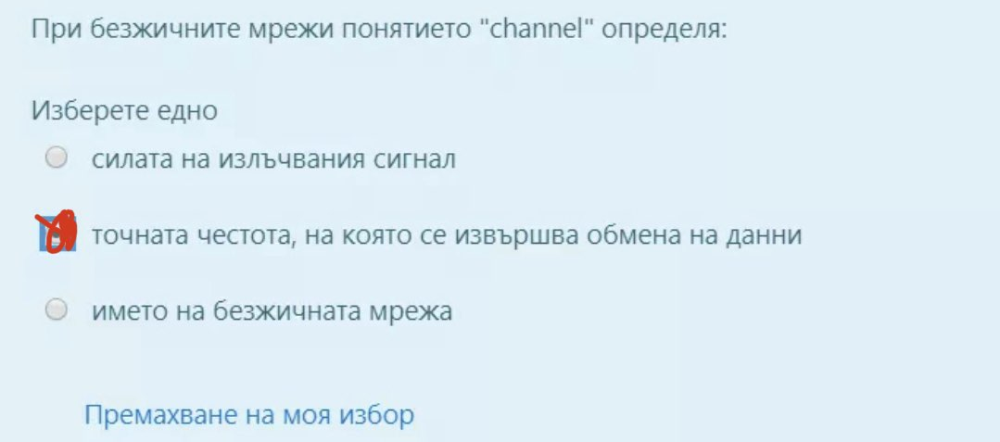 При безжичните мрежи понятието "channel" определя:
Изберете едно
силата на излъчвания сигнал
точната честота, на която се извършва обмена на данни
името на безжичната мрежа
Премахване на моя избор